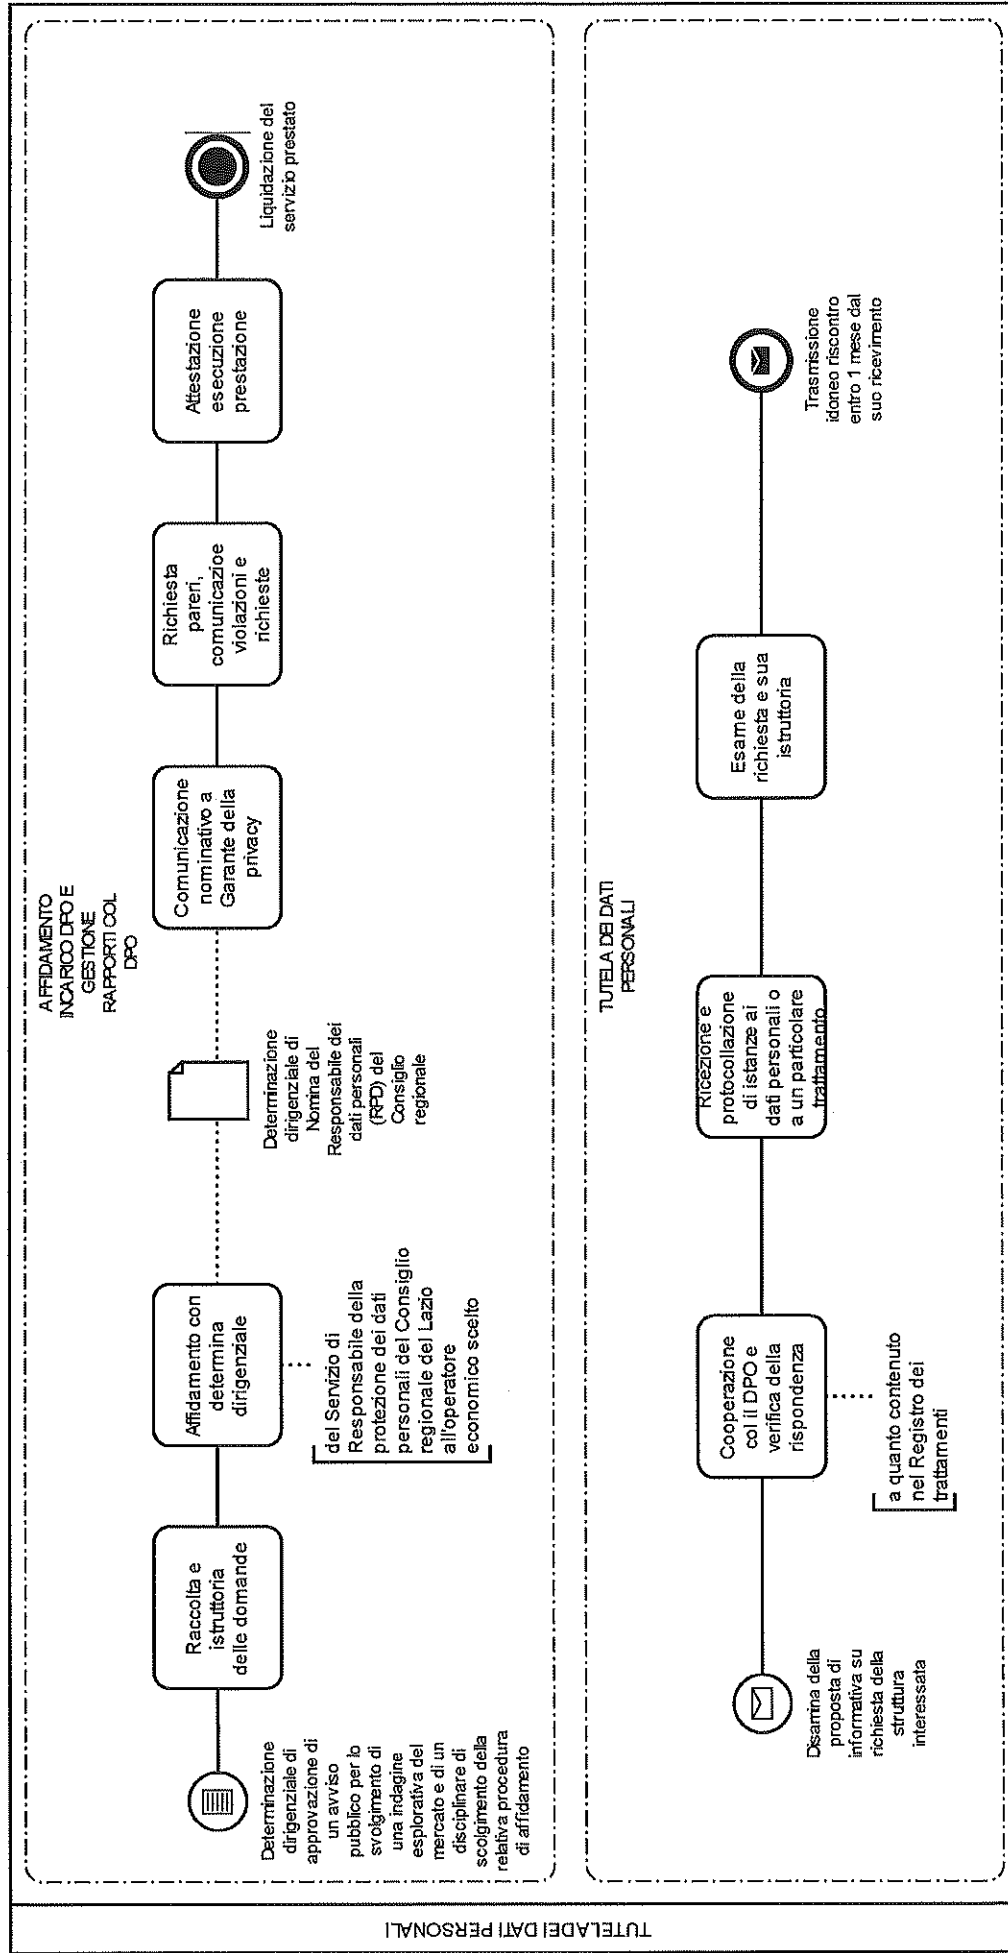 TUTELA DEI DATI PERSONALI
AFFIDAMENTO
INCARICO DPO E
GESTIONE
RAPPORTI COL
DPO
Determinazione
dirigenziale di
approvazione di
un avviso
pubblico per lo
svolgimento di
una indagine
esplorativa del
mercato e di un
disciplinare di
scolgimento della
relativa procedura
di affidamento
Raccolta e
istruttoria
delle domande
Affidamento con
determina
dirigenziale
del Servizio di
Responsabile della
protezione dei dati
personali del Consiglio
regionale del Lazio
all'operatore
economico scelto
Determinazione
dirigenziale di
Nomina del
Responsabile dei
dati personali
(RPD) del
Consiglio
regionale
Comunicazione
nominativo a
Garante della
privacy
Richiesta
pareri,
comunicazioe
violazioni e
richieste
Attestazione
esecuzione
prestazione
Liquidazione del
servizio prestato
TUTELA DEI DATI
PERSONALI
Disamina della
proposta di
informativa su
richiesta della
struttura
interessata
Cooperazione
col il DPO e
verifica della
rispondenza
a quanto contenuto
nel Registro dei
trattamenti
Ricezione e
protocollazione
di istanze ai
dati personali o
a un particolare
trattamento
Esame della
richiesta e sua
istruttoria
Trasmissione
idoneo riscontro
entro 1 mese dal
suo ricevimento